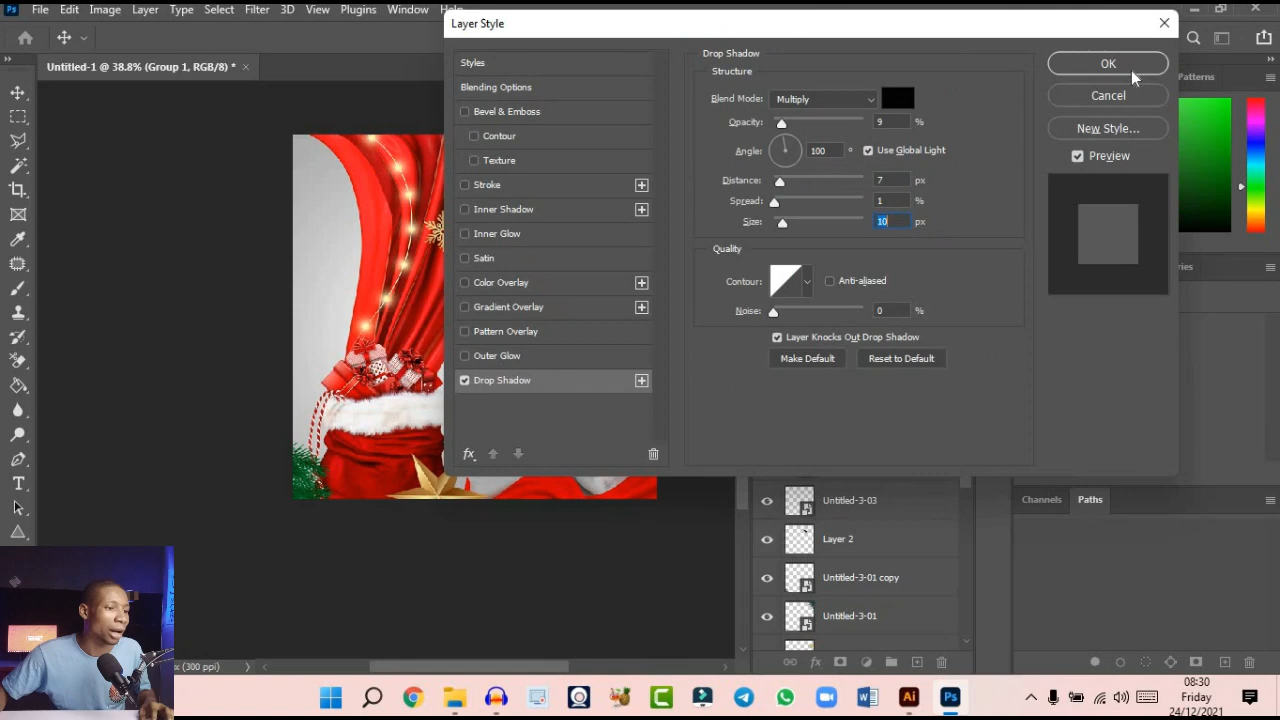 Ps File Edit Image Layer Type Select Filter 3D View Plugins Window
Layer Style
Untitled-1 @ 38.8% (Group 1, RGB/8) *
Styles
Blending Options
Bevel & Emboss
Contour
Texture
Stroke
Inner Shadow
Inner Glow
Satin
Color Overlay
Gradient Overlay
Pattern Overlay
Outer Glow
Drop Shadow
fx
Drop Shadow
Structure
Blend Mode: Multiply
Opacity: 9 %
Angle: 100 ° Use Global Light
Distance: 7 px
Spread: 1 %
Size: 10 px
Quality
Contour: Anti-aliased
Noise: 0 %
Layer Knocks Out Drop Shadow
Make Default Reset to Default
OK
Cancel
New Style...
Preview
Patterns
Untitled-3-03
Layer 2
Untitled-3-01 copy
Untitled-3-01
fx
Channels Paths
(300 ppi)
Ai
Ps
08:30
Friday
24/12/2021